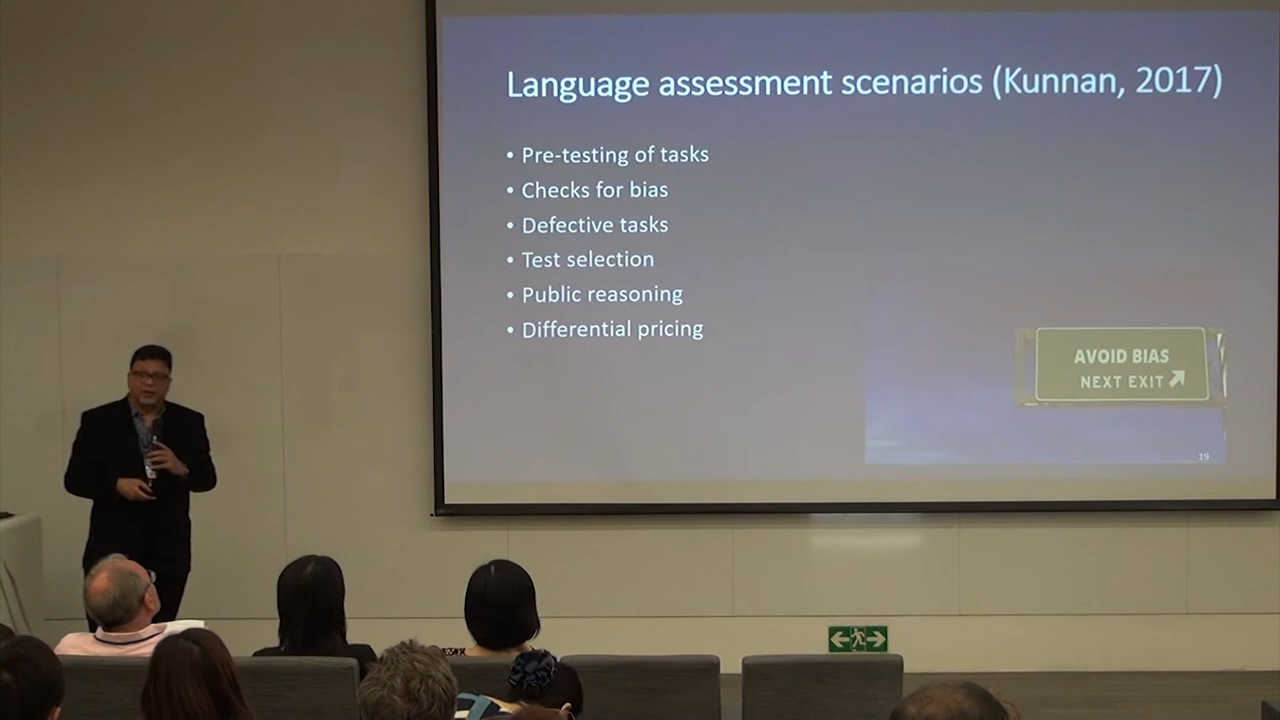 Language assessment scenarios (Kunnan, 2017)
• Pre-testing of tasks
• Checks for bias
• Defective tasks
• Test selection
• Public reasoning
• Differential pricing
AVOID BIAS
NEXT EXIT
19